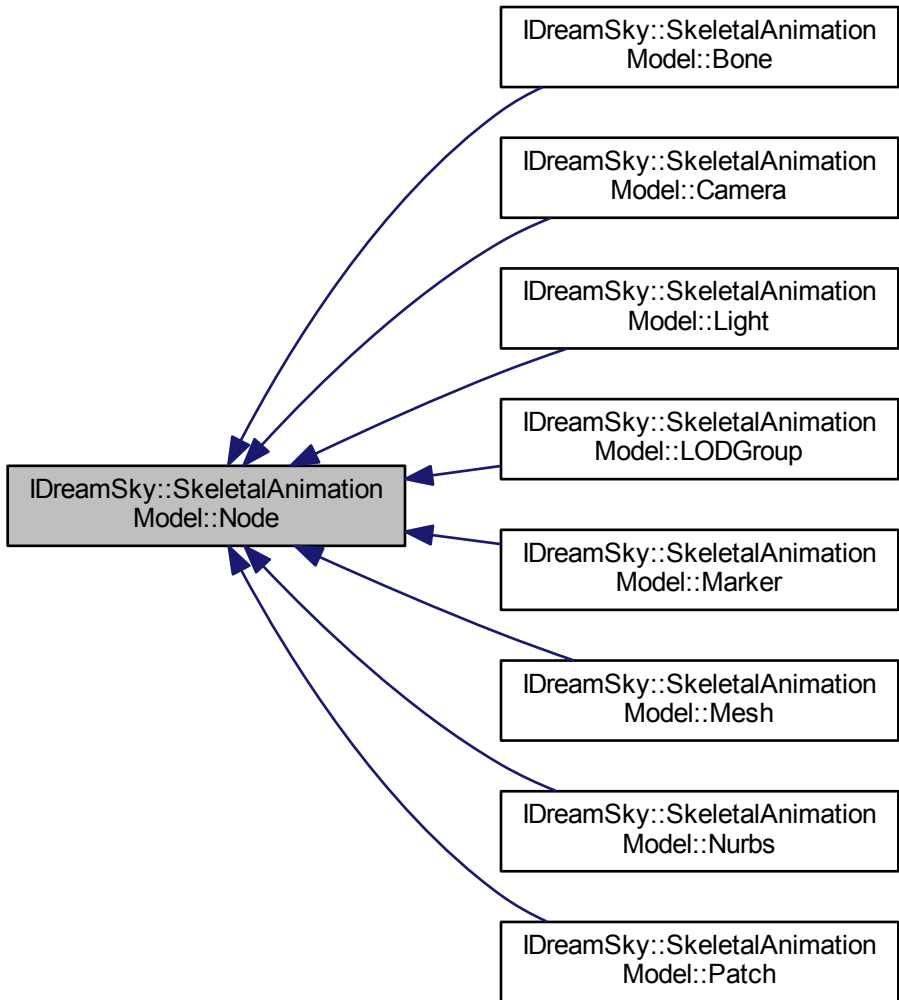 IDreamSky::SkeletalAnimation
Model::Bone
IDreamSky::SkeletalAnimation
Model::Camera
IDreamSky::SkeletalAnimation
Model::Light
IDreamSky::SkeletalAnimation
Model::LODGroup
IDreamSky::SkeletalAnimation
Model::Node
IDreamSky::SkeletalAnimation
Model::Marker
IDreamSky::SkeletalAnimation
Model::Mesh
IDreamSky::SkeletalAnimation
Model::Nurbs
IDreamSky::SkeletalAnimation
Model::Patch